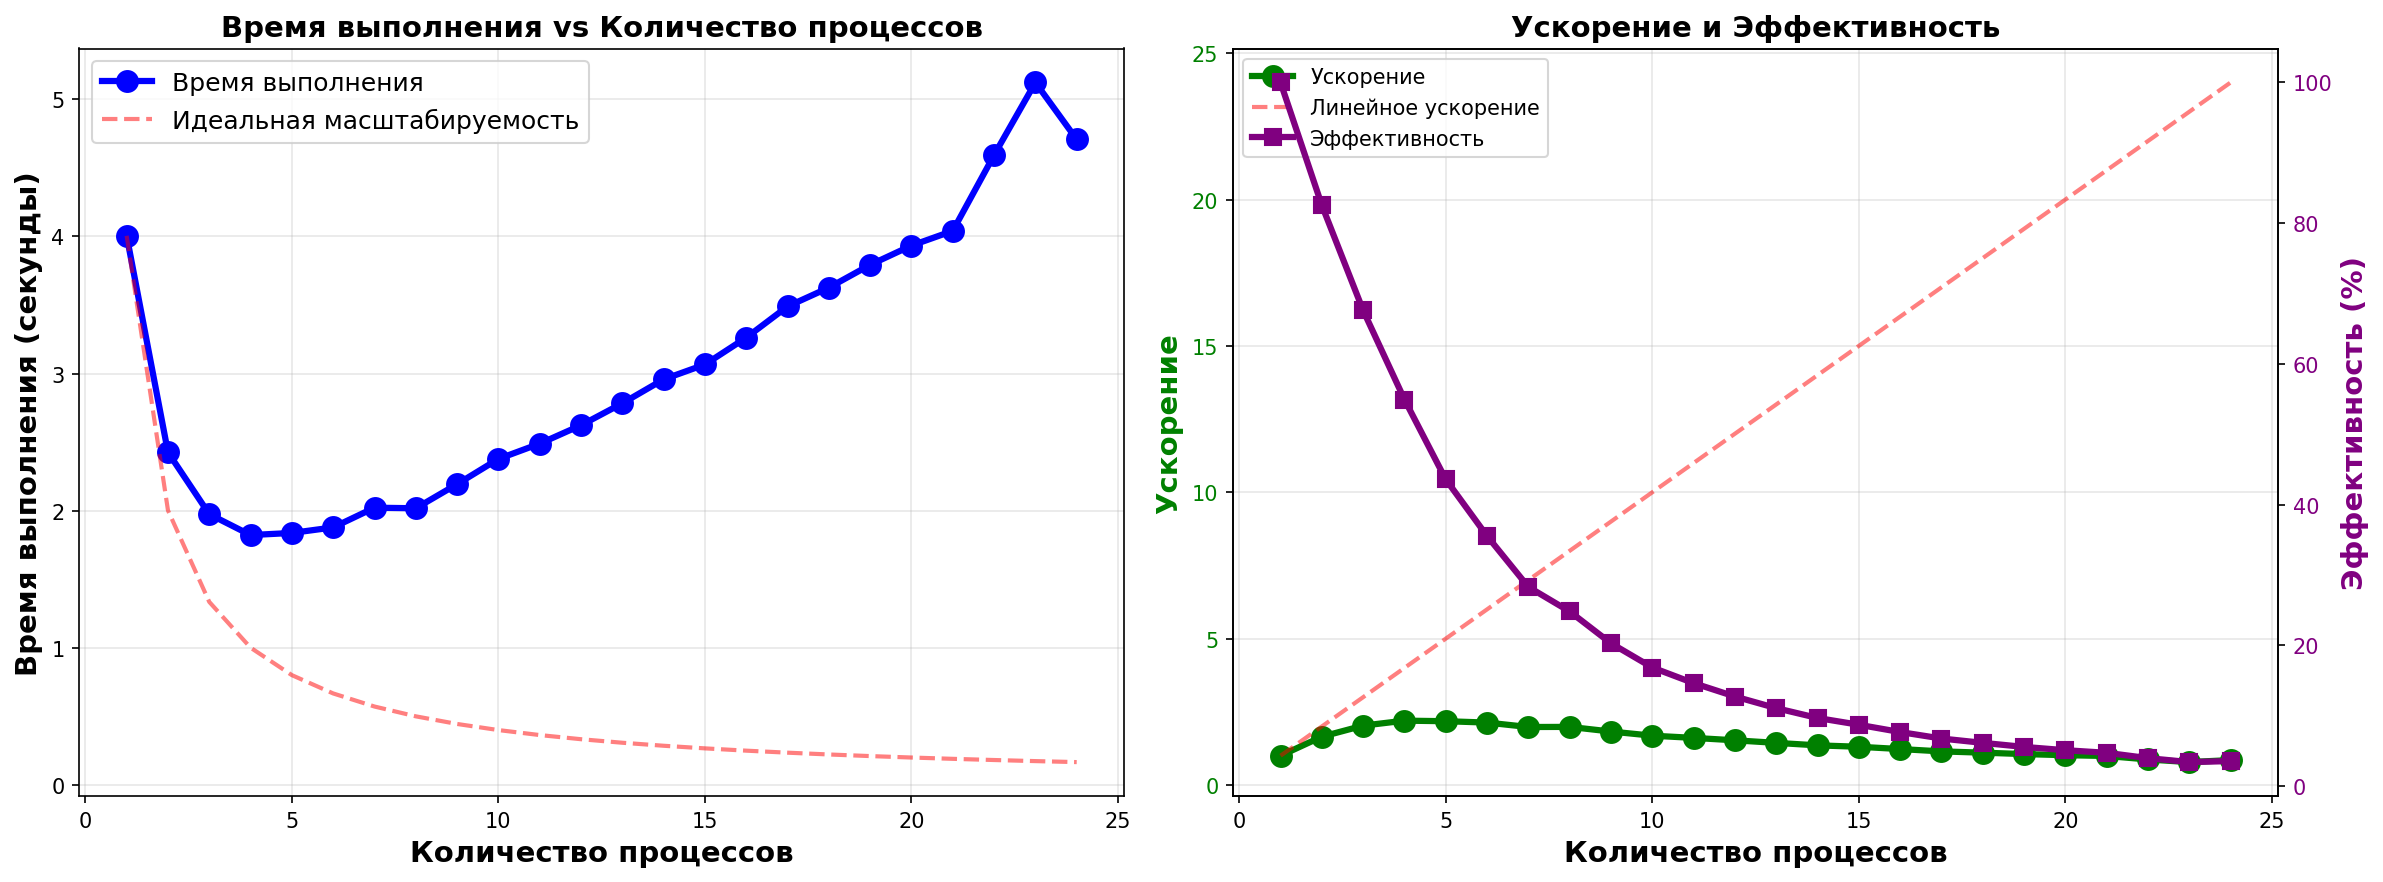 Время выполнения vs Количество процессов
Время выполнения
Идеальная масштабируемость
Время выполнения (секунды)
5
4
3
2
1
0
0
5
10
15
20
25
Количество процессов
Ускорение и Эффективность
Ускорение
Линейное ускорение
Эффективность
Ускорение
25
20
15
10
5
0
0
5
10
15
20
25
Количество процессов
100
80
60
40
20
0
Эффективность (%)